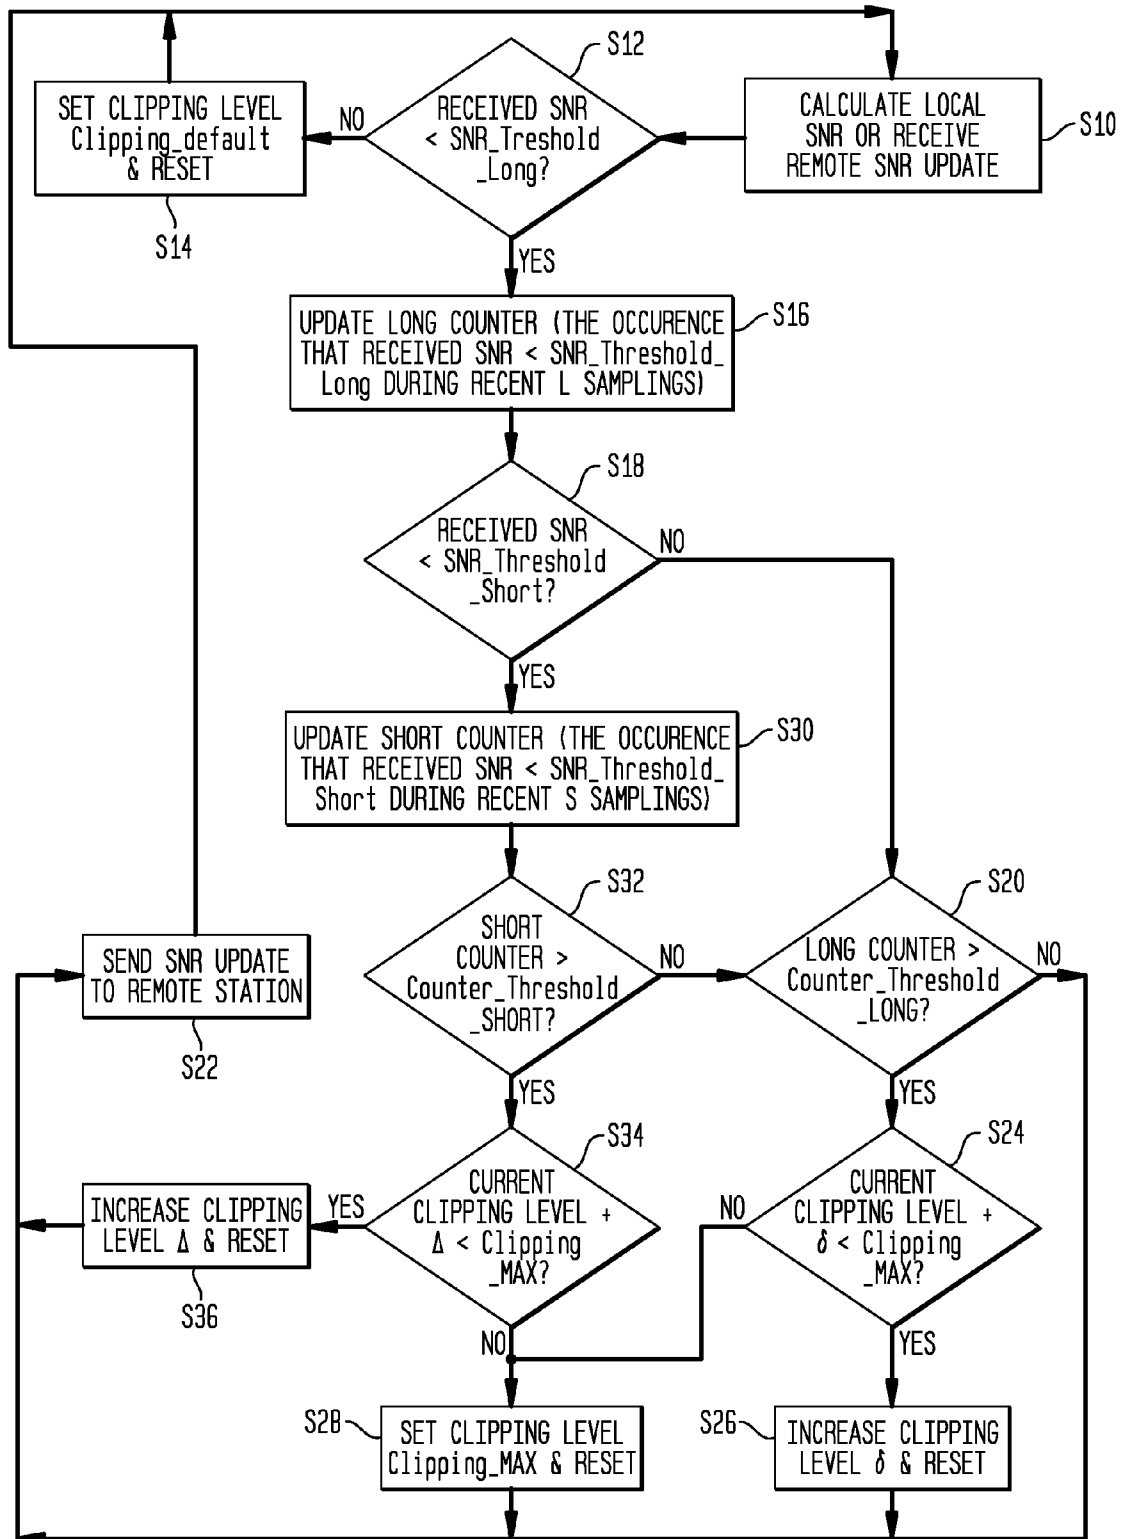 S12
RECEIVED SNR
< SNR_Treshold
_Long?
NO
SET CLIPPING LEVEL
Clipping_default
& RESET
S14
CALCULATE LOCAL
SNR OR RECEIVE
REMOTE SNR UPDATE
S10
YES
UPDATE LONG COUNTER (THE OCCURENCE
THAT RECEIVED SNR < SNR_Threshold_
Long DURING RECENT L SAMPLINGS)
S16
S18
RECEIVED SNR
< SNR_Threshold
_Short?
NO
YES
UPDATE SHORT COUNTER (THE OCCURENCE
THAT RECEIVED SNR < SNR_Threshold_
Short DURING RECENT S SAMPLINGS)
S30
S32
SHORT
COUNTER >
Counter_Threshold
_SHORT?
NO
S20
LONG COUNTER >
Counter_Threshold
_LONG?
NO
SEND SNR UPDATE
TO REMOTE STATION
S22
YES
YES
S34
CURRENT
CLIPPING LEVEL +
Δ < Clipping
_MAX?
YES
S24
CURRENT
CLIPPING LEVEL +
δ < Clipping
_MAX?
NO
INCREASE CLIPPING
LEVEL Δ & RESET
S36
NO
YES
S28
SET CLIPPING LEVEL
Clipping_MAX & RESET
S26
INCREASE CLIPPING
LEVEL δ & RESET